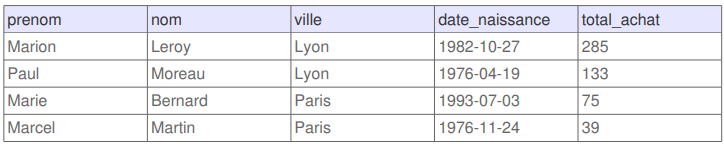 prenom nom ville date_naissance total_achat
Marion Leroy Lyon 1982-10-27 285
Paul Moreau Lyon 1976-04-19 133
Marie Bernard Paris 1993-07-03 75
Marcel Martin Paris 1976-11-24 39